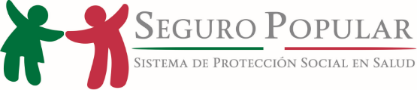 Seguro Popular
Sistema de Protección Social en Salud